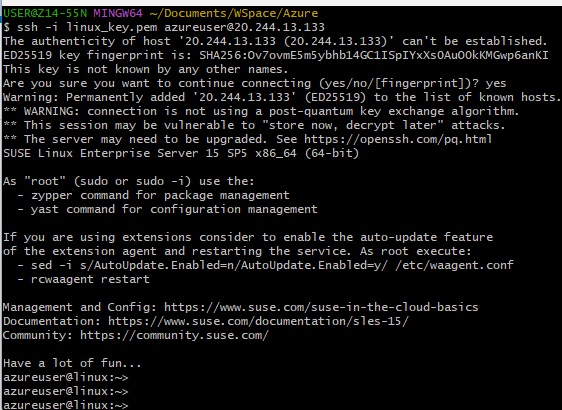 USER@Z14-55N MINGW64 ~/Documents/WSpace/Azure
$ ssh -i linux_key.pem azureuser@20.244.13.133
The authenticity of host '20.244.13.133 (20.244.13.133)' can't be established.
ED25519 key fingerprint is: SHA256:Ov7ovmE5m5ybhb14GC1ISpIYxXsOAuOOkKMGwp6anKI
This key is not known by any other names.
Are you sure you want to continue connecting (yes/no/[fingerprint])? yes
Warning: Permanently added '20.244.13.133' (ED25519) to the list of known hosts.
** WARNING: connection is not using a post-quantum key exchange algorithm.
** This session may be vulnerable to "store now, decrypt later" attacks.
** The server may need to be upgraded. See https://openssh.com/pq.html
SUSE Linux Enterprise Server 15 SP5 x86_64 (64-bit)
As "root" (sudo or sudo -i) use the:
- zypper command for package management
- yast command for configuration management
If you are using extensions consider to enable the auto-update feature
of the extension agent and restarting the service. As root execute:
- sed -i s/AutoUpdate.Enabled=n/AutoUpdate.Enabled=y/ /etc/waagent.conf
- rcwaagent restart
Management and Config: https://www.suse.com/suse-in-the-cloud-basics
Documentation: https://www.suse.com/documentation/sles-15/
Community: https://community.suse.com/
Have a lot of fun...
azureuser@linux:~>
azureuser@linux:~>
azureuser@linux:~>